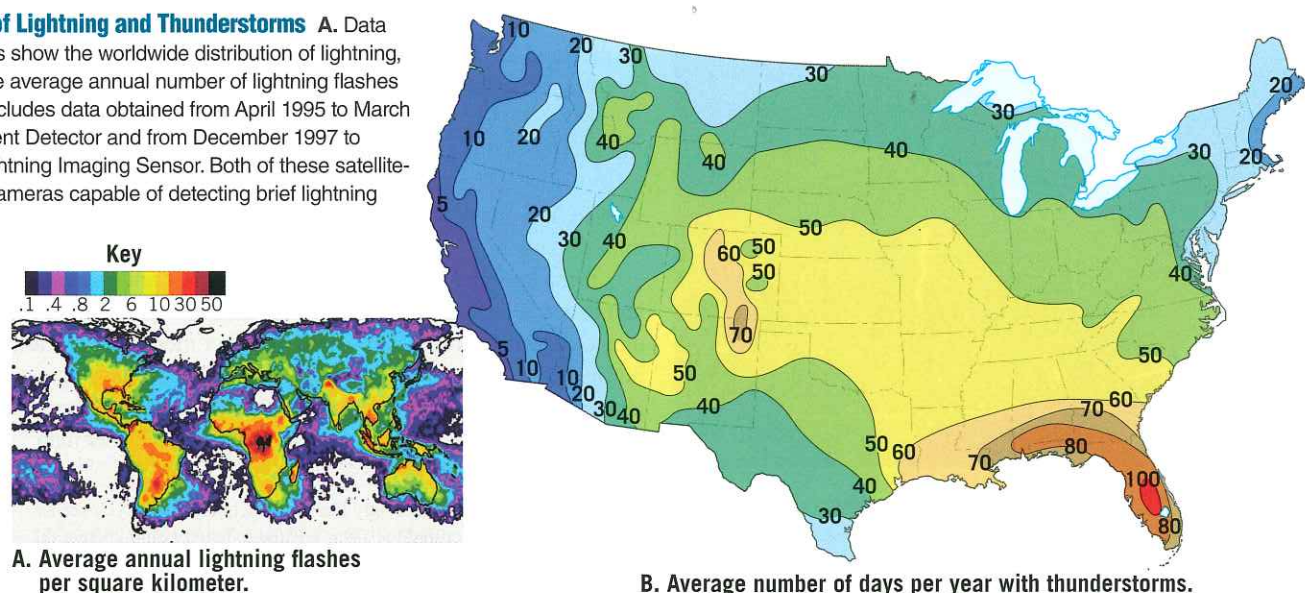 of Lightning and Thunderstorms A. Data
s show the worldwide distribution of lightning,
e average annual number of lightning flashes
cludes data obtained from April 1995 to March
ent Detector and from December 1997 to
htning Imaging Sensor. Both of these satellite-
ameras capable of detecting brief lightning
Key
.1 .4 .8 2 6 10 30 50
A. Average annual lightning flashes
per square kilometer.
10 20 30 30 20
30
10 20 40 40 40 30 20
5 20 30 40 50
60 50
50 40
70
5 10 10 50 50
20 30 40 40 60
70
50 60 70 80
40 100
30 80
B. Average number of days per year with thunderstorms.